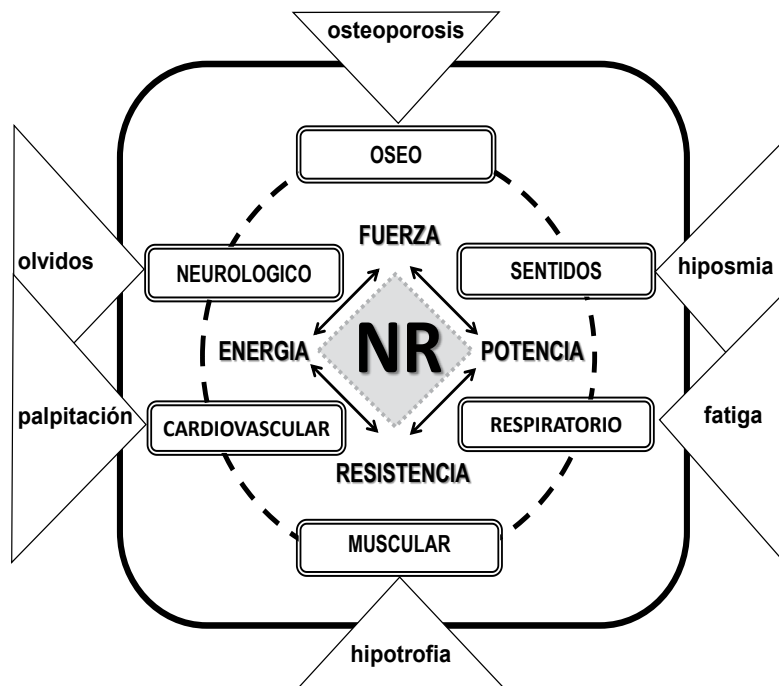 osteoporosis
OSEO
FUERZA
olvidos
NEUROLOGICO
SENTIDOS
hiposmia
ENERGIA
NR
POTENCIA
palpitación
CARDIOVASCULAR
RESPIRATORIO
fatiga
RESISTENCIA
MUSCULAR
hipotrofia